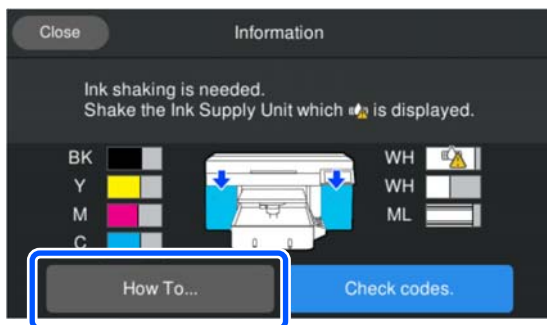 Close
Information
Ink shaking is needed.
Shake the Ink Supply Unit which is displayed.
BK
Y
M
C
WH
WH
ML
How To...
Check codes.